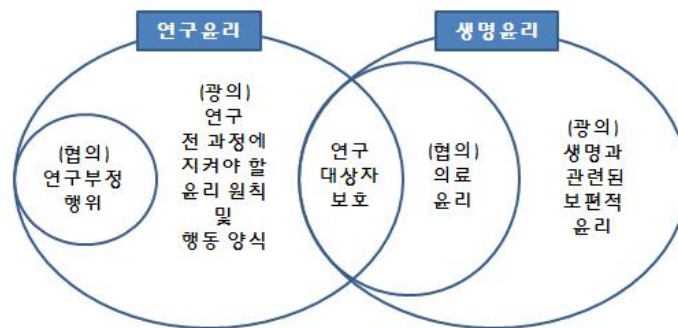 연구윤리
생명윤리
(협의)
연구부정
행위
(광의)
연구
전 과정에
지켜야 할
윤리 원칙
및
행동 양식
연구
대상자
보호
(협의)
의료
윤리
(광의)
생명과
관련된
보편적
윤리